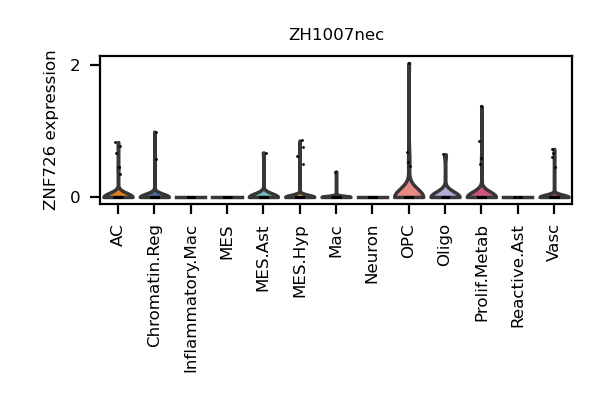 ZH1007nec
ZNF726 expression
2
0
AC
Chromatin.Reg
Inflammatory.Mac
MES
MES.Ast
MES.Hyp
Mac
Neuron
OPC
Oligo
Prolif.Metab
Reactive.Ast
Vasc